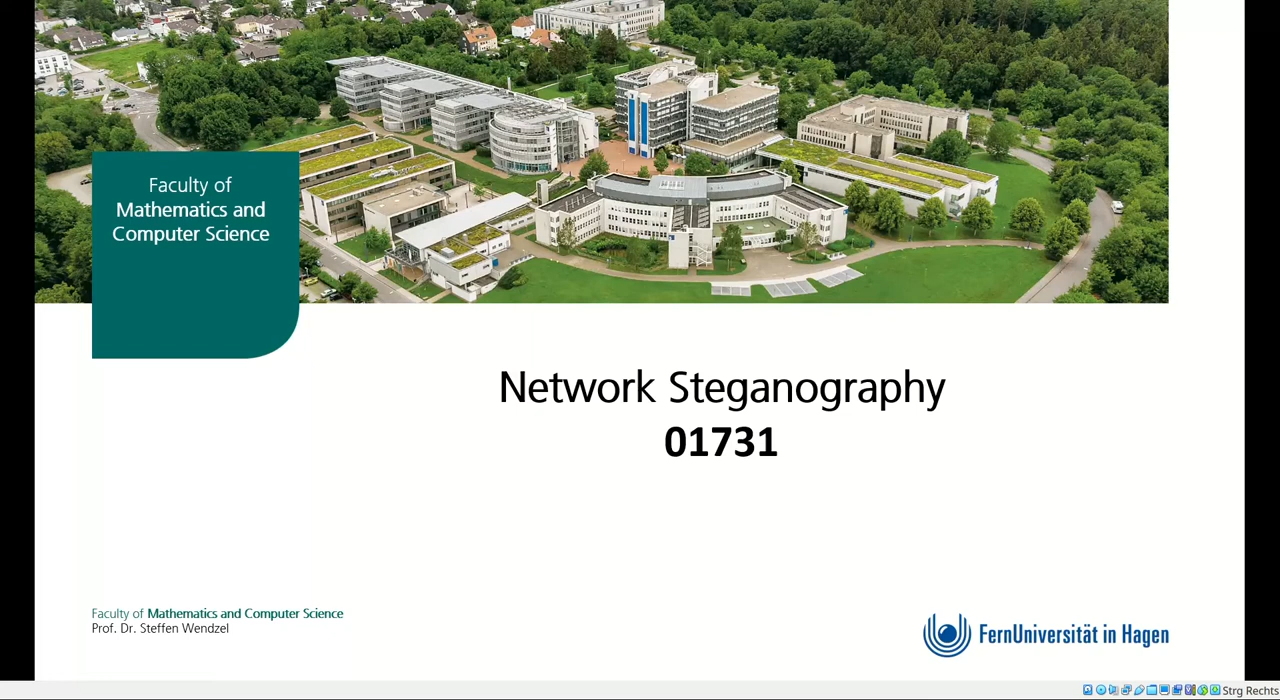 Faculty of
Mathematics and
Computer Science
Network Steganography
01731
Faculty of Mathematics and Computer Science
Prof. Dr. Steffen Wendzel
FernUniversität in Hagen
Strg Rechts